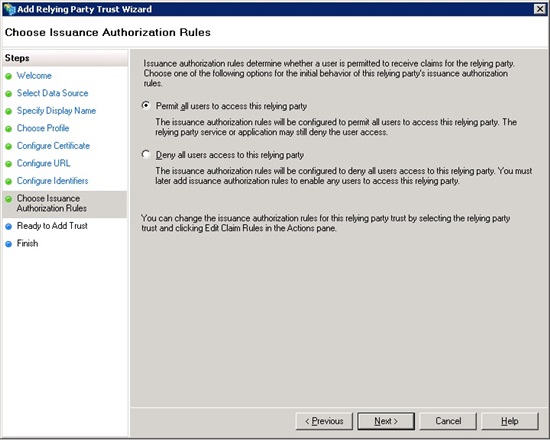 Add Relying Party Trust Wizard
Choose Issuance Authorization Rules
Steps
Welcome
Select Data Source
Specify Display Name
Choose Profile
Configure Certificate
Configure URL
Configure Identifiers
Choose Issuance
Authorization Rules
Ready to Add Trust
Finish
Issuance authorization rules determine whether a user is permitted to receive claims for the relying party.
Choose one of the following options for the initial behavior of this relying party's issuance authorization
rules.
Permit all users to access this relying party
The issuance authorization rules will be configured to permit all users to access this relying party. The
relying party service or application may still deny the user access.
Deny all users access to this relying party
The issuance authorization rules will be configured to deny all users access to this relying party. You must
later add issuance authorization rules to enable any users to access this relying party.
You can change the issuance authorization rules for this relying party trust by selecting the relying party
trust and clicking Edit Claim Rules in the Actions pane.
< Previous
Next >
Cancel
Help